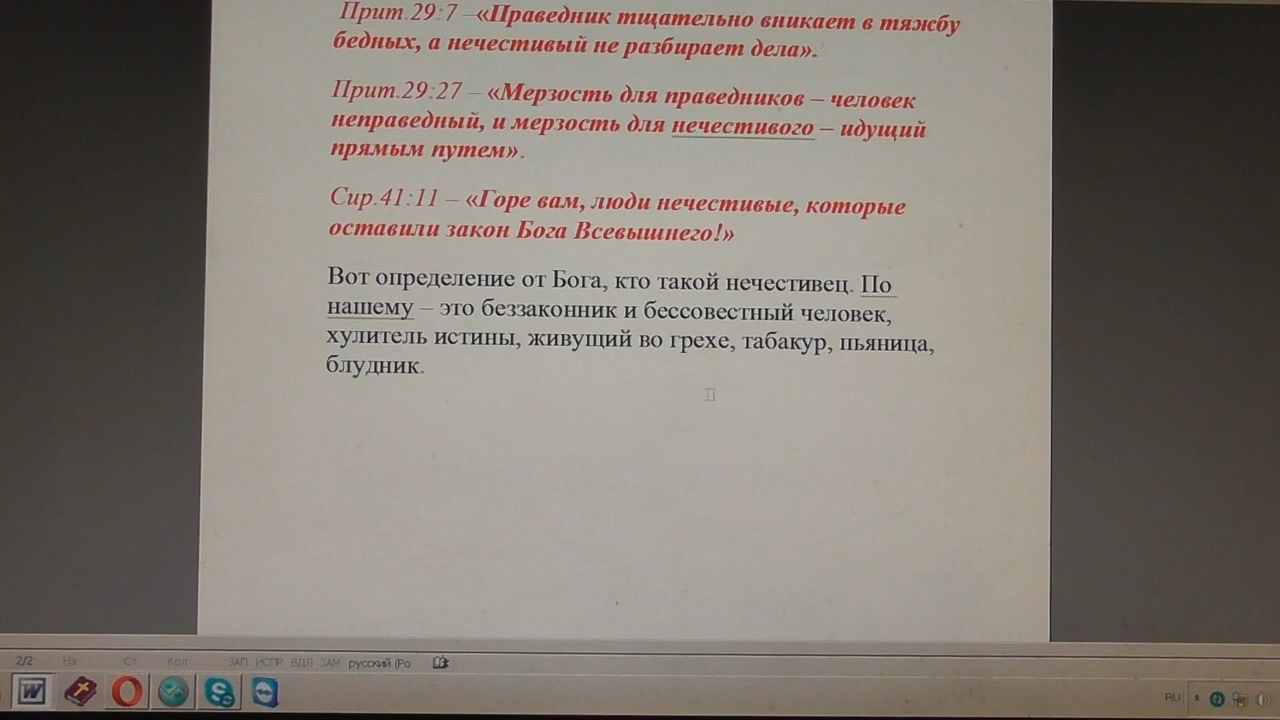 Прит.29:7 –«Праведник тщательно вникает в тяжбу
бедных, а нечестивый не разбирает дела».
Прит.29:27 – «Мерзость для праведников – человек
неправедный, и мерзость для нечестивого – идущий
прямым путем».
Сир.41:11 – «Горе вам, люди нечестивые, которые
оставили закон Бога Всевышнего!»
Вот определение от Бога, кто такой нечестивец. По
нашему – это беззаконник и бессовестный человек,
хулитель истины, живущий во грехе, табакур, пьяница,
блудник.
2/2 На Ст Кол ЗАП ИСПР ВДЛ ЗАМ русский (Ро
RU